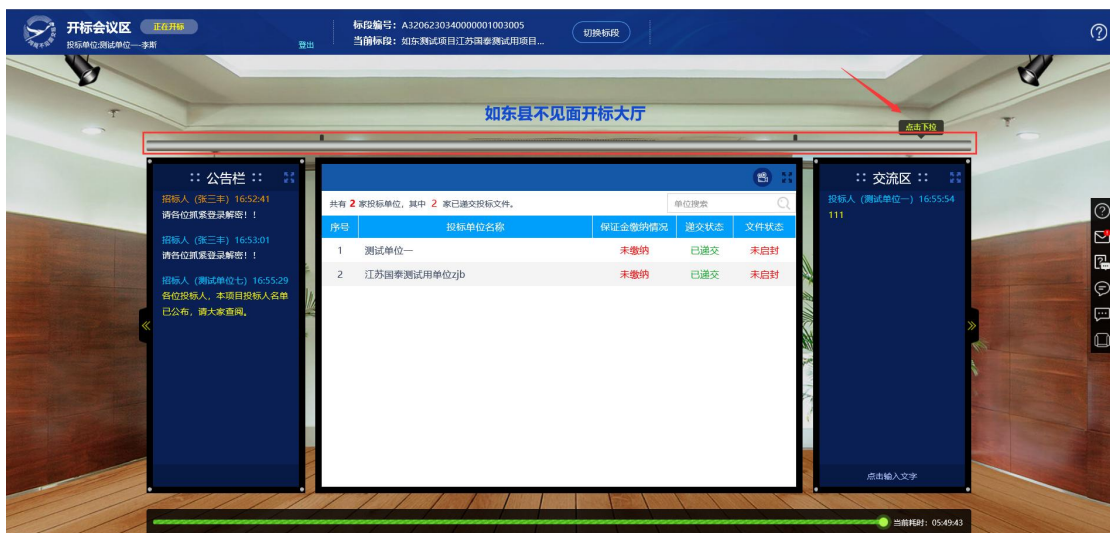 开标会议区 正在开标
投标单位:测试单位一--李斯 登出
标段编号：A3206230340000001003005
当前标段：如东测试项目江苏国泰测试用项目...
切换标段
如东县不见面开标大厅
点击下拉
:: 公告栏 ::
招标人（张三丰）16:52:41
请各位抓紧登录解密！！
招标人（张三丰）16:53:01
请各位抓紧登录解密！！
招标人（测试单位七）16:55:29
各位投标人，本项目投标人名单
已公布，请大家查阅。
共有 2 家投标单位，其中 2 家已递交投标文件。 单位搜索
序号 投标单位名称 保证金缴纳情况 递交状态 文件状态
1 测试单位一 未缴纳 已递交 未启封
2 江苏国泰测试用单位zjb 未缴纳 已递交 未启封
:: 交流区 ::
投标人（测试单位一）16:55:54
111
点击输入文字
当前耗时：05:49:43